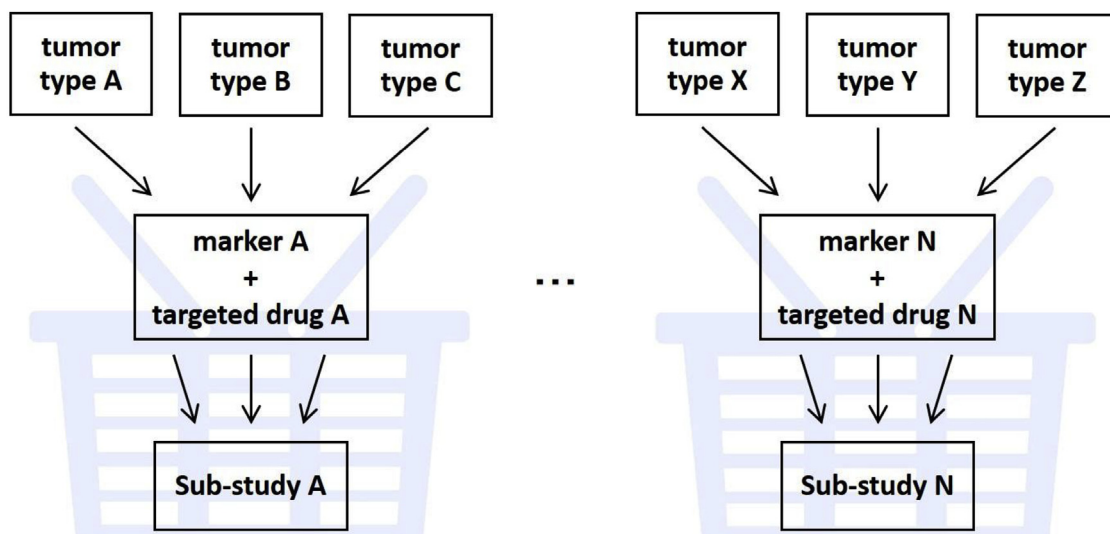 tumor
type A
tumor
type B
tumor
type C
tumor
type X
tumor
type Y
tumor
type Z
marker A
+
targeted drug A
...
marker N
+
targeted drug N
Sub-study A
Sub-study N